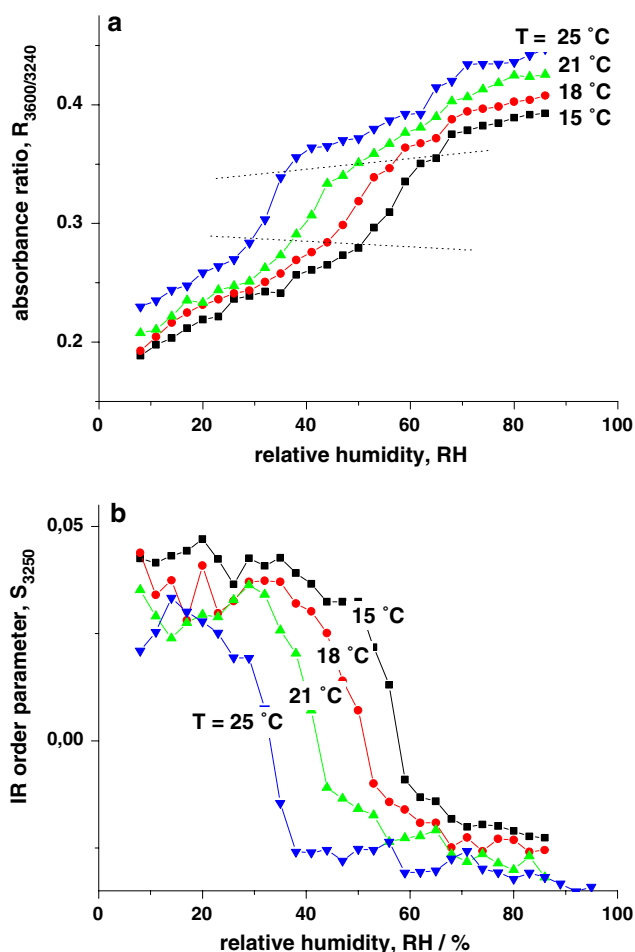 a
absorbance ratio, R3600/3240
0.4
0.3
0.2
T = 25 ˚C
21 ˚C
18 ˚C
15 ˚C
0 20 40 60 80 100
relative humidity, RH
b
IR order parameter, S3250
0,05
0,00
15 ˚C
18 ˚C
21 ˚C
T = 25 ˚C
0 20 40 60 80 100
relative humidity, RH / %